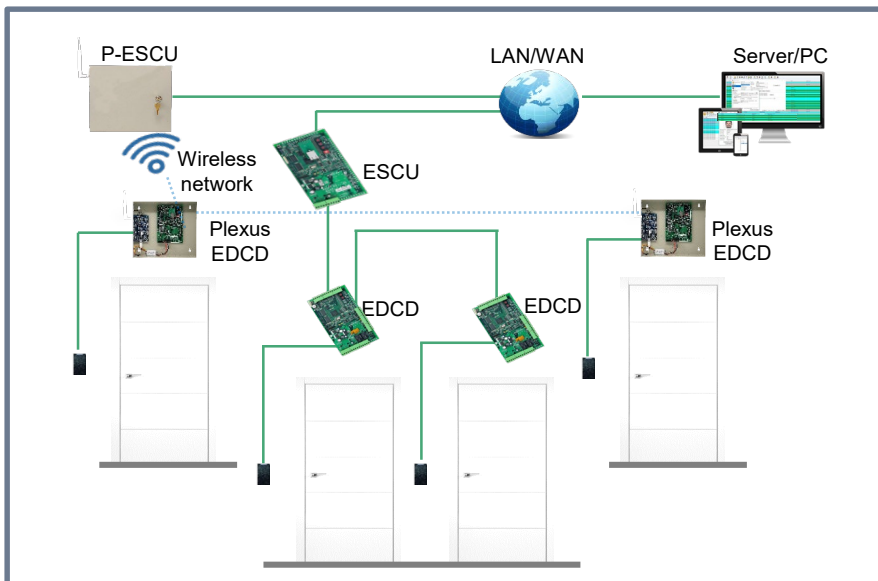 P-ESCU
LAN/WAN
Server/PC
Wireless
network
ESCU
Plexus
EDCD
Plexus
EDCD
EDCD
EDCD